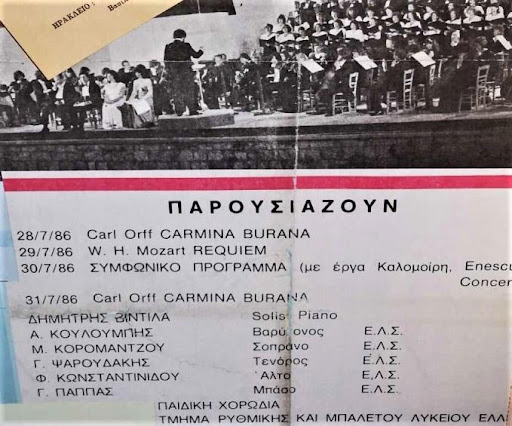 ΗΡΑΚΛΕΙΟ :
ΠΑΡΟΥΣΙΑΖΟΥΝ
28/7/86 Carl Orff CARMINA BURANA
29/7/86 W. H. Mozart REQUIEM
30/7/86 ΣΥΜΦΩΝΙΚΟ ΠΡΟΓΡΑΜΜΑ (με έργα Καλομοίρη, Enescu
Concer
31/7/86 Carl Orff CARMINA BURANA
ΔΗΜΗΤΡΗΣ ΒΙΝΤΙΛΑ Solist Piano
Α. ΚΟΥΛΟΥΜΠΗΣ Βαρύτονος Ε.Λ.Σ.
Μ. ΚΟΡΟΜΑΝΤΖΟΥ Σοπράνο Ε.Λ.Σ.
Γ. ΨΑΡΟΥΔΑΚΗΣ Τενόρος Ε.Λ.Σ.
Φ. ΚΩΝΣΤΑΝΤΙΝΙΔΟΥ Άλτο Ε.Λ.Σ.
Γ. ΠΑΠΠΑΣ Μπάσο Ε.Λ.Σ.
ΠΑΙΔΙΚΗ ΧΟΡΩΔΙΑ
ΤΜΗΜΑ ΡΥΘΜΙΚΗΣ ΚΑΙ ΜΠΑΛΕΤΟΥ ΛΥΚΕΙΟΥ ΕΛΛ